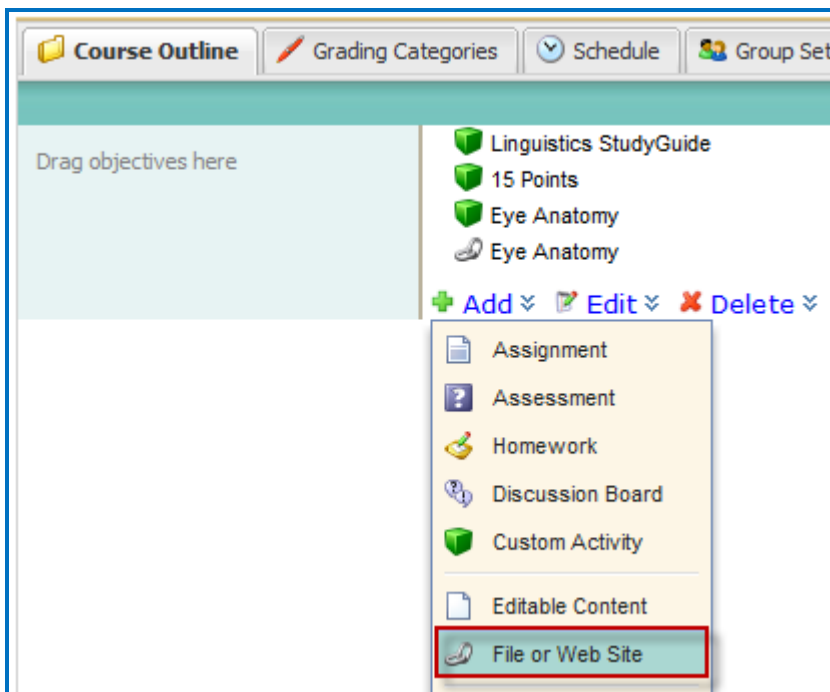 Course Outline Grading Categories Schedule Group Set
Drag objectives here
Linguistics StudyGuide
15 Points
Eye Anatomy
Eye Anatomy
Add Edit Delete
Assignment
Assessment
Homework
Discussion Board
Custom Activity
Editable Content
File or Web Site